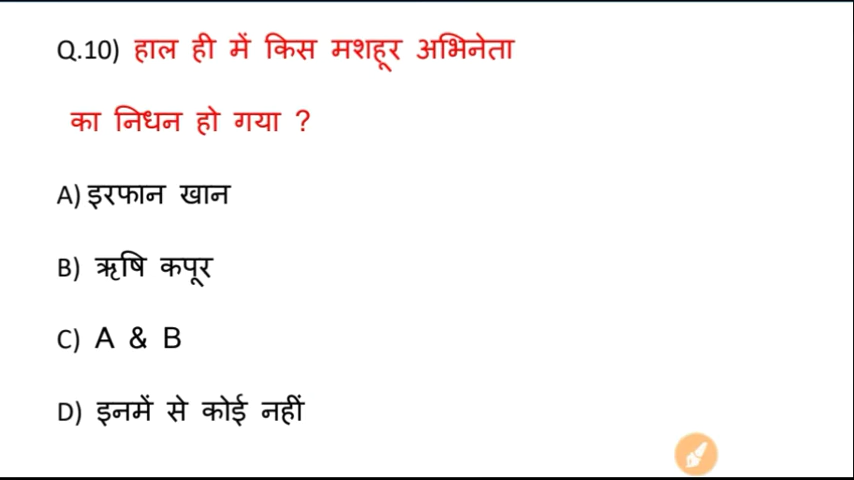 Q.10) हाल ही में किस मशहूर अभिनेता
का निधन हो गया ?
A) इरफान खान
B) ऋषि कपूर
C) A & B
D) इनमें से कोई नहीं